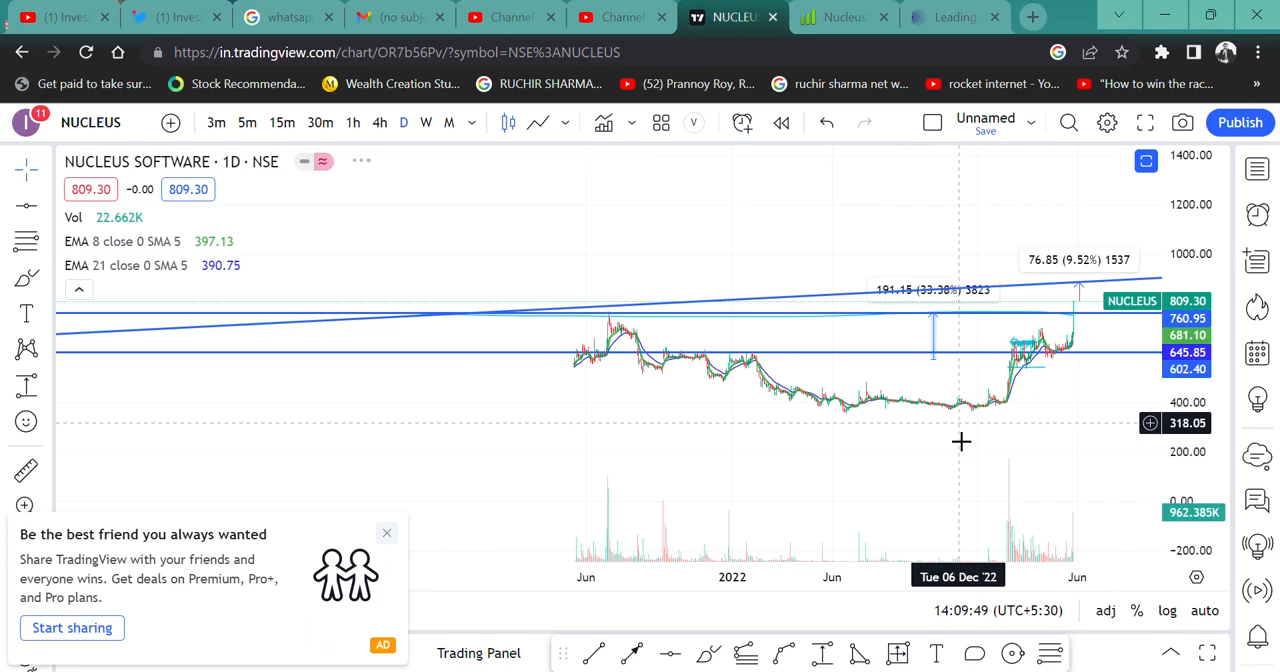 (1) Invest
(1) Invest
whatsap
(no subj
Channel
Channel
NUCLEU
Nucleus
Leading
https://in.tradingview.com/chart/OR7b56Pv/?symbol=NSE%3ANUCLEUS
Get paid to take sur...
Stock Recommenda...
Wealth Creation Stu...
RUCHIR SHARMA...
(52) Prannoy Roy, R...
ruchir sharma net w...
rocket internet - Yo...
"How to win the rac...
»
I
11
NUCLEUS
3m 5m 15m 30m 1h 4h D W M
V
Unnamed
Save
Publish
NUCLEUS SOFTWARE · 1D · NSE
809.30 -0.00 809.30
Vol 22.662K
EMA 8 close 0 SMA 5 397.13
EMA 21 close 0 SMA 5 390.75
1400.00
1200.00
1000.00
76.85 (9.52%) 1537
191.15 (33.38%) 3823
NUCLEUS 809.30
760.95
681.10
645.85
602.40
400.00
318.05
200.00
0.00
962.385K
−200.00
Jun
2022
Jun
Tue 06 Dec '22
Jun
14:09:49 (UTC+5:30)
adj % log auto
Be the best friend you always wanted
Share TradingView with your friends and
everyone wins. Get deals on Premium, Pro+,
and Pro plans.
Start sharing
AD
Trading Panel